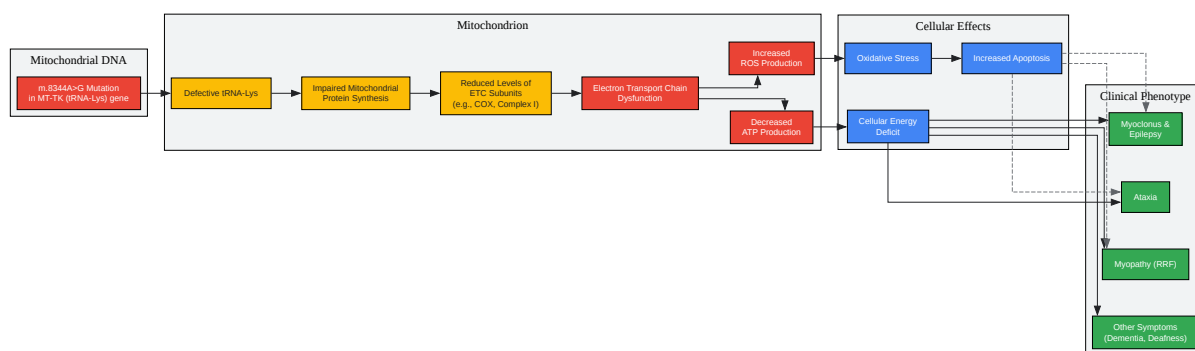 Mitochondrial DNA
m.8344A>G Mutation
in MT-TK (tRNA-Lys) gene
Mitochondrion
Defective tRNA-Lys
Impaired Mitochondrial
Protein Synthesis
Reduced Levels of
ETC Subunits
(e.g., COX, Complex I)
Electron Transport Chain
Dysfunction
Increased
ROS Production
Decreased
ATP Production
Cellular Effects
Oxidative Stress
Increased Apoptosis
Cellular Energy
Deficit
Clinical Phenotype
Myoclonus &
Epilepsy
Ataxia
Myopathy (RRF)
Other Symptoms
(Dementia, Deafness)